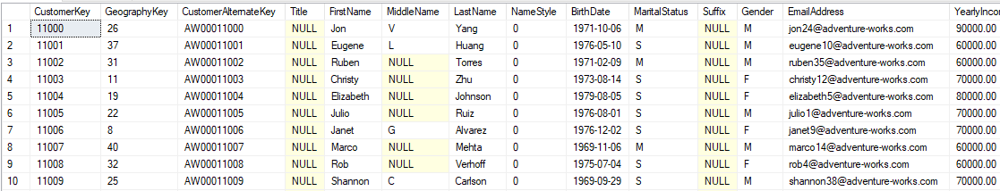 CustomerKey GeographyKey CustomerAlternateKey Title FirstName MiddleName LastName NameStyle BirthDate MaritalStatus Suffix Gender EmailAddress YearlyIncou
1 11000 26 AW00011000 NULL Jon V Yang 0 1971-10-06 M NULL M jon24@adventure-works.com 90000.00
2 11001 37 AW00011001 NULL Eugene L Huang 0 1976-05-10 S NULL M eugene10@adventure-works.com 60000.00
3 11002 31 AW00011002 NULL Ruben NULL Torres 0 1971-02-09 M NULL M ruben35@adventure-works.com 60000.00
4 11003 11 AW00011003 NULL Christy NULL Zhu 0 1973-08-14 S NULL F christy12@adventure-works.com 70000.00
5 11004 19 AW00011004 NULL Elizabeth NULL Johnson 0 1979-08-05 S NULL F elizabeth5@adventure-works.com 80000.00
6 11005 22 AW00011005 NULL Julio NULL Ruiz 0 1976-08-01 S NULL M julio1@adventure-works.com 70000.00
7 11006 8 AW00011006 NULL Janet G Alvarez 0 1976-12-02 S NULL F janet9@adventure-works.com 70000.00
8 11007 40 AW00011007 NULL Marco NULL Mehta 0 1969-11-06 M NULL M marco14@adventure-works.com 60000.00
9 11008 32 AW00011008 NULL Rob NULL Verhoff 0 1975-07-04 S NULL F rob4@adventure-works.com 60000.00
10 11009 25 AW00011009 NULL Shannon C Carlson 0 1969-09-29 S NULL M shannon38@adventure-works.com 70000.00